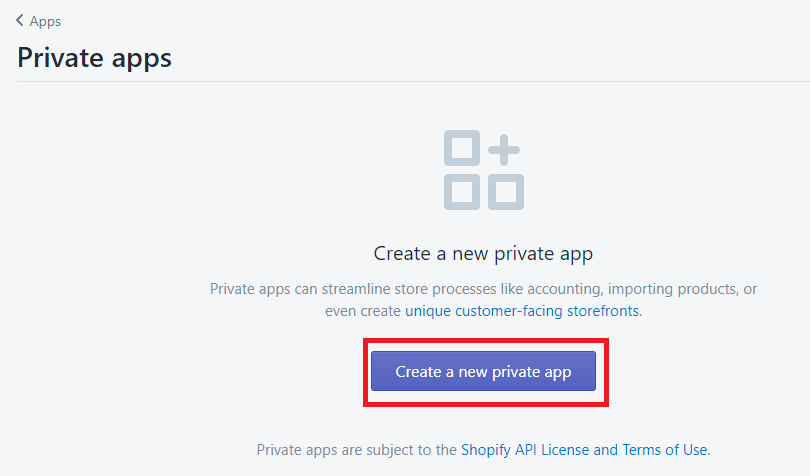 Apps
Private apps
Create a new private app
Private apps can streamline store processes like accounting, importing products, or
even create unique customer-facing storefronts.
Create a new private app
Private apps are subject to the Shopify API License and Terms of Use.